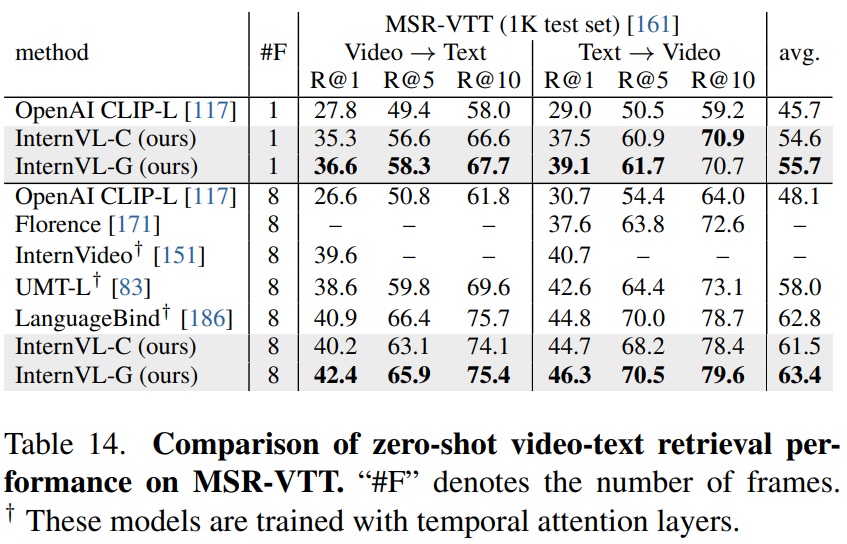 MSR-VTT (1K test set) [161]
method #F Video → Text Text → Video avg.
R@1 R@5 R@10 R@1 R@5 R@10
OpenAI CLIP-L [117] 1 27.8 49.4 58.0 29.0 50.5 59.2 45.7
InternVL-C (ours) 1 35.3 56.6 66.6 37.5 60.9 70.9 54.6
InternVL-G (ours) 1 36.6 58.3 67.7 39.1 61.7 70.7 55.7
OpenAI CLIP-L [117] 8 26.6 50.8 61.8 30.7 54.4 64.0 48.1
Florence [171] 8 – – – 37.6 63.8 72.6 –
InternVideo† [151] 8 39.6 – – 40.7 – – –
UMT-L† [83] 8 38.6 59.8 69.6 42.6 64.4 73.1 58.0
LanguageBind† [186] 8 40.9 66.4 75.7 44.8 70.0 78.7 62.8
InternVL-C (ours) 8 40.2 63.1 74.1 44.7 68.2 78.4 61.5
InternVL-G (ours) 8 42.4 65.9 75.4 46.3 70.5 79.6 63.4
Table 14. Comparison of zero-shot video-text retrieval per-
formance on MSR-VTT. “#F” denotes the number of frames.
† These models are trained with temporal attention layers.